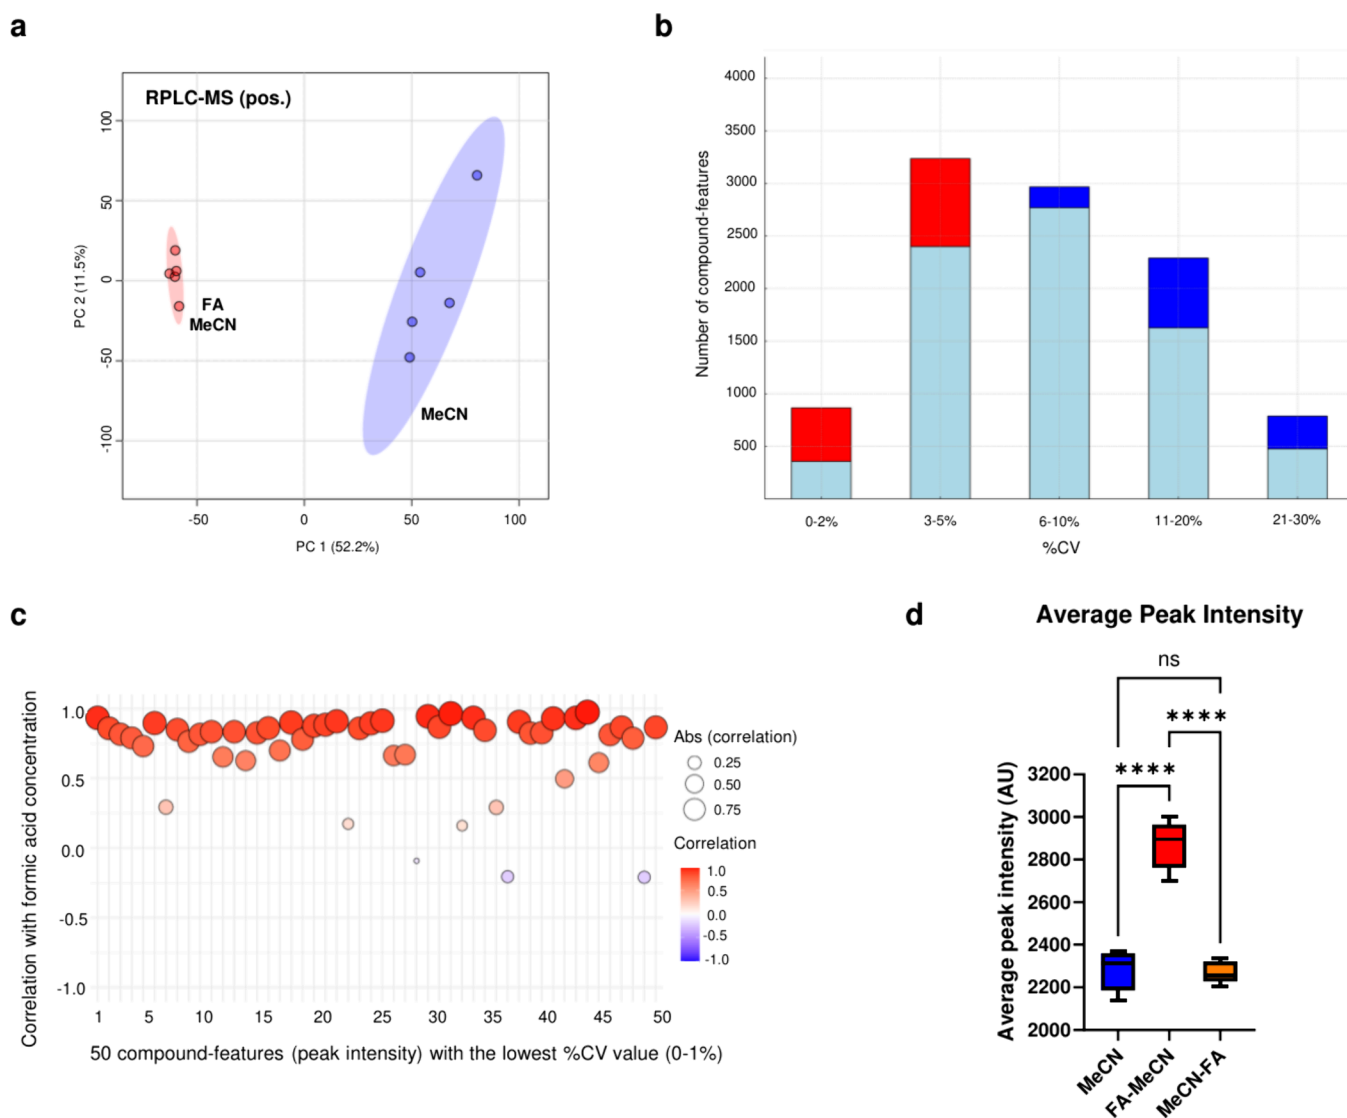 a
RPLC-MS (pos.)
100
50
0
-50
-100
PC 2 (11.5%)
FA
MeCN
MeCN
-50
0
50
100
PC 1 (52.2%)
b
4000
3500
3000
2500
2000
1500
1000
500
Number of compound-features
0-2%
3-5%
6-10%
11-20%
21-30%
%CV
c
Correlation with formic acid concentration
1.0
0.5
0.0
-0.5
-1.0
1
5
10
15
20
25
30
35
40
45
50
50 compound-features (peak intensity) with the lowest %CV value (0-1%)
Abs (correlation)
0.25
0.50
0.75
Correlation
1.0
0.5
0.0
-0.5
-1.0
d
Average Peak Intensity
ns
****
****
Average peak intensity (AU)
3200
3000
2800
2600
2400
2200
2000
MeCN
FA-MeCN
MeCN-FA